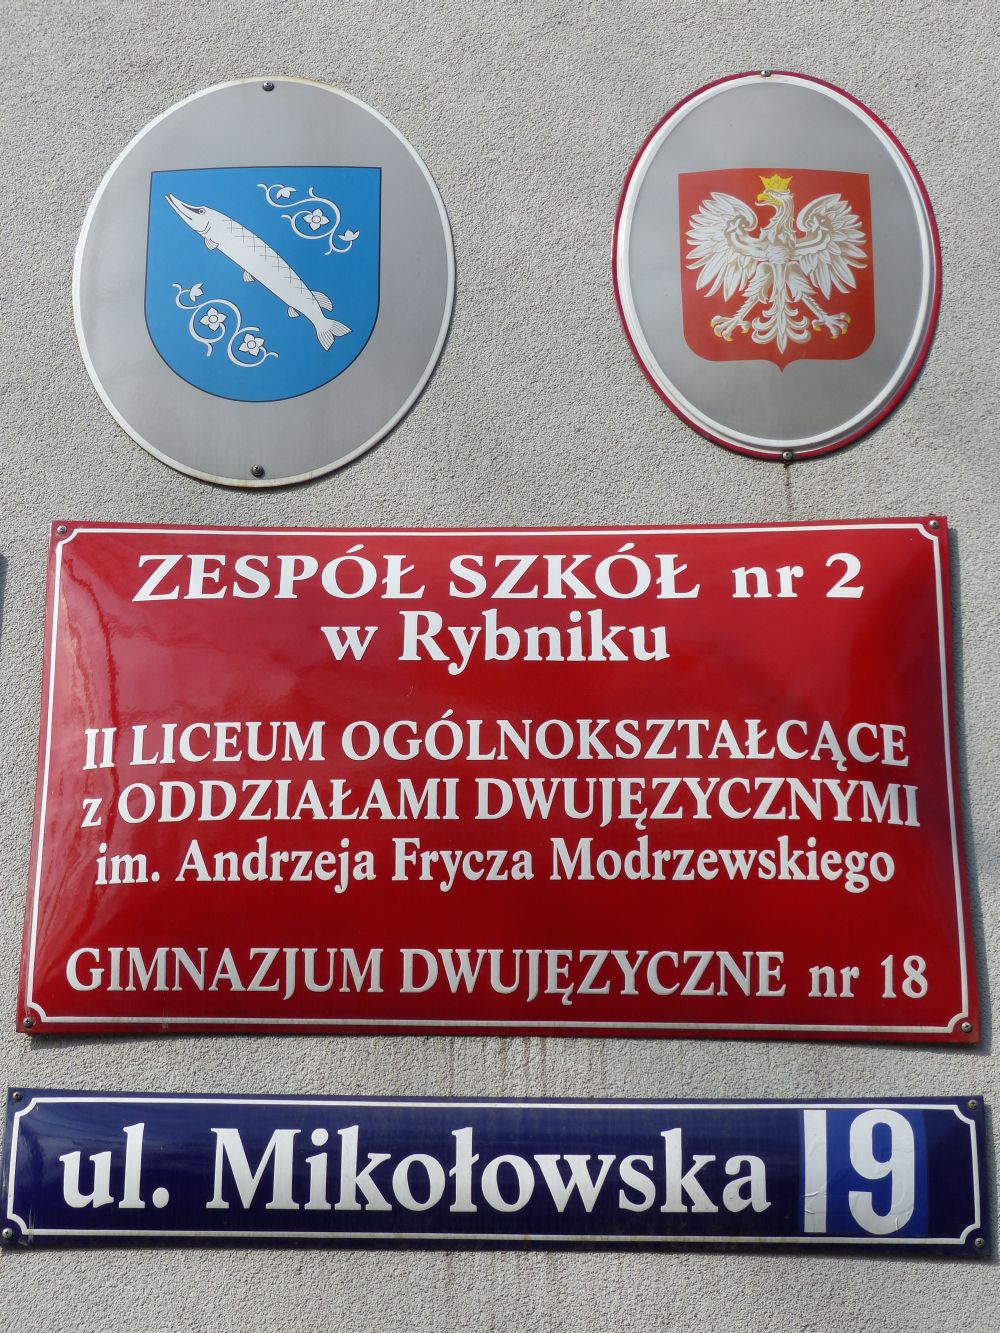 ZESPÓŁ SZKÓŁ nr 2
w Rybniku
II LICEUM OGÓLNOKSZTAŁCĄCE
z ODDZIAŁAMI DWUJĘZYCZNYMI
im. Andrzeja Frycza Modrzewskiego
GIMNAZJUM DWUJĘZYCZNE nr 18
ul. Mikołowska 19